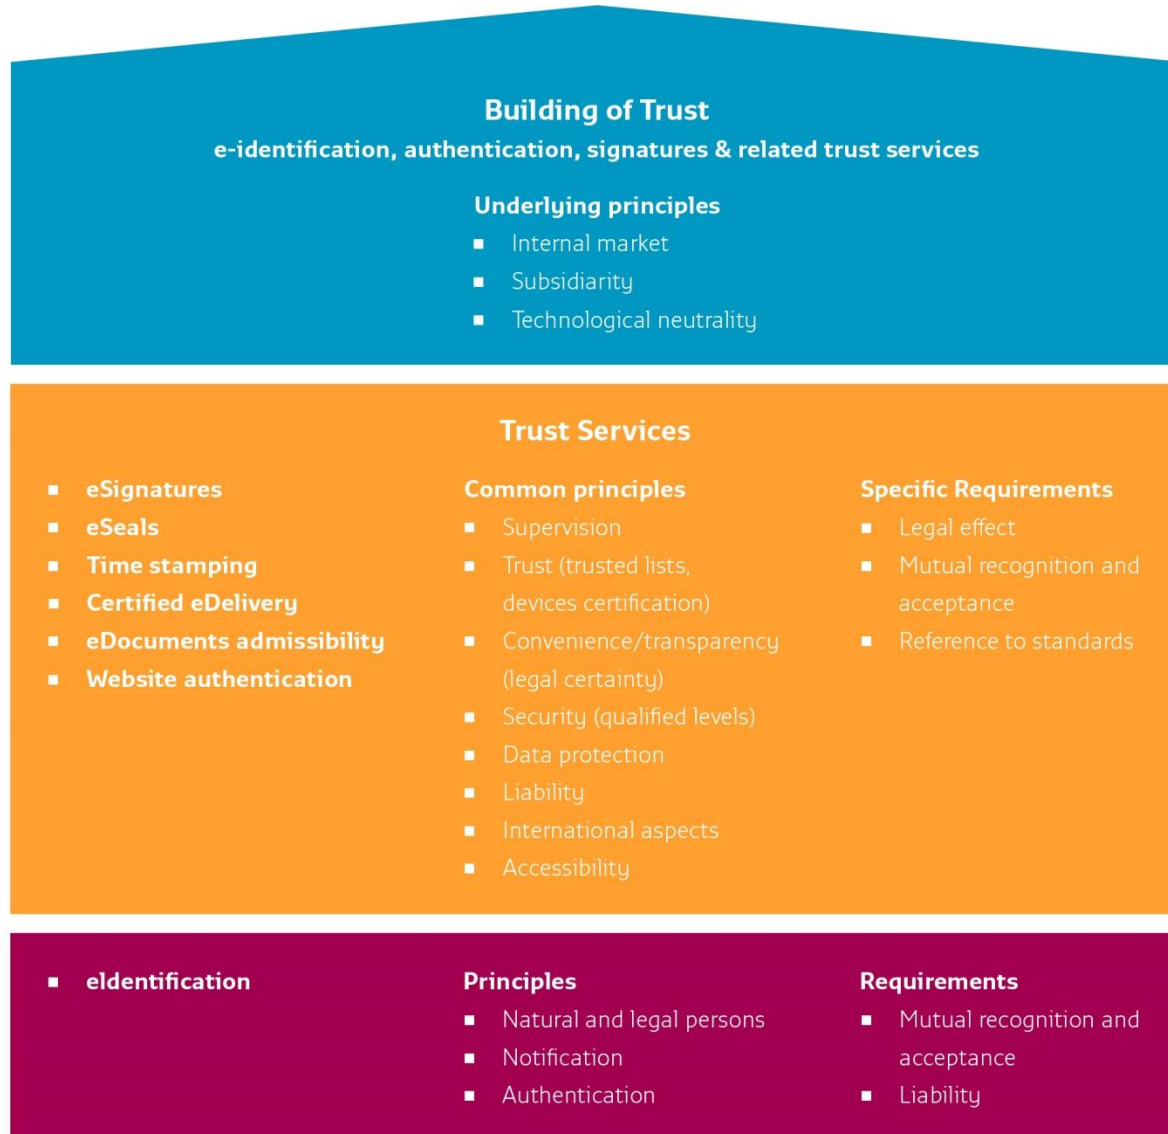 Building of Trust
e-identification, authentication, signatures & related trust services
Underlying principles
Internal market
Subsidiarity
Technological neutrality
Trust Services
eSignatures
eSeals
Time stamping
Certified eDelivery
eDocuments admissibility
Website authentication
Common principles
Supervision
Trust (trusted lists,
devices certification)
Convenience/transparency
(legal certainty)
Security (qualified levels)
Data protection
Liability
International aspects
Accessibility
Specific Requirements
Legal effect
Mutual recognition and
acceptance
Reference to standards
eIdentification
Principles
Natural and legal persons
Notification
Authentication
Requirements
Mutual recognition and
acceptance
Liability